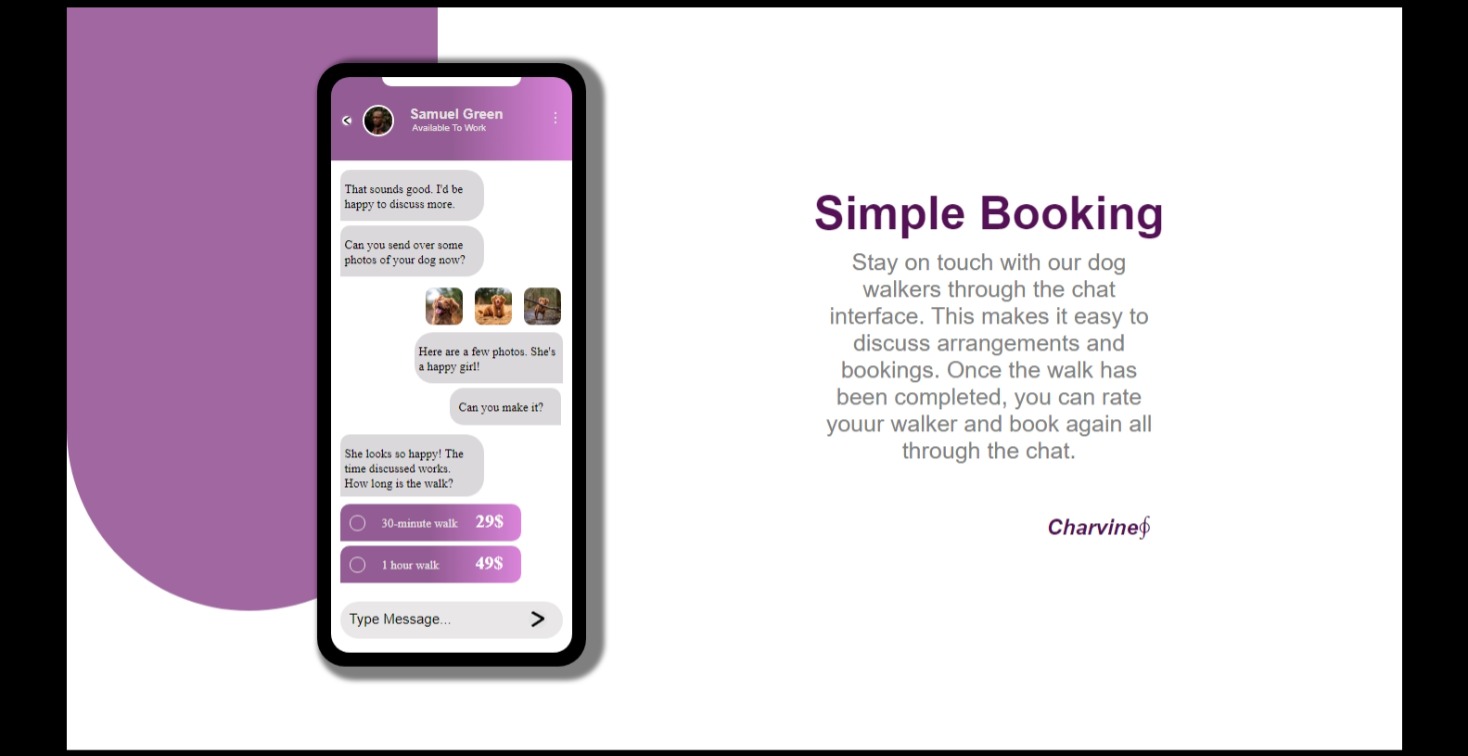 Samuel Green
Available To Work
That sounds good. I'd be
happy to discuss more.
Can you send over some
photos of your dog now?
Here are a few photos. She's
a happy girl!
Can you make it?
She looks so happy! The
time discussed works.
How long is the walk?
30-minute walk 29$
1 hour walk 49$
Type Message...
Simple Booking
Stay on touch with our dog
walkers through the chat
interface. This makes it easy to
discuss arrangements and
bookings. Once the walk has
been completed, you can rate
youur walker and book again all
through the chat.
Charvine∮